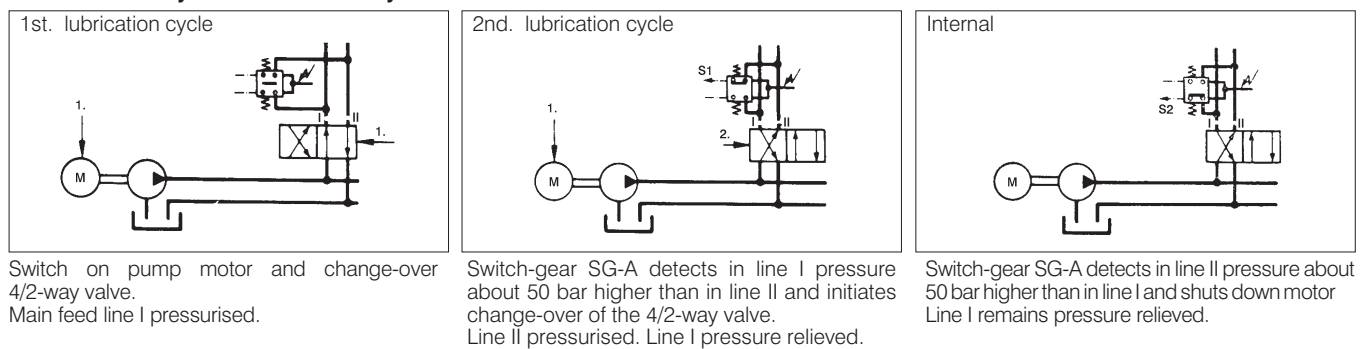 1st. lubrication cycle
1.
I II
1.
M
Switch on pump motor and change-over
4/2-way valve.
Main feed line I pressurised.
2nd. lubrication cycle
S1
1.
I II
2.
M
Switch-gear SG-A detects in line I pressure
about 50 bar higher than in line II and initiates
change-over of the 4/2-way valve.
Line II pressurised. Line I pressure relieved.
Internal
S2
I II
M
Switch-gear SG-A detects in line II pressure about
50 bar higher than in line I and shuts down motor
Line I remains pressure relieved.